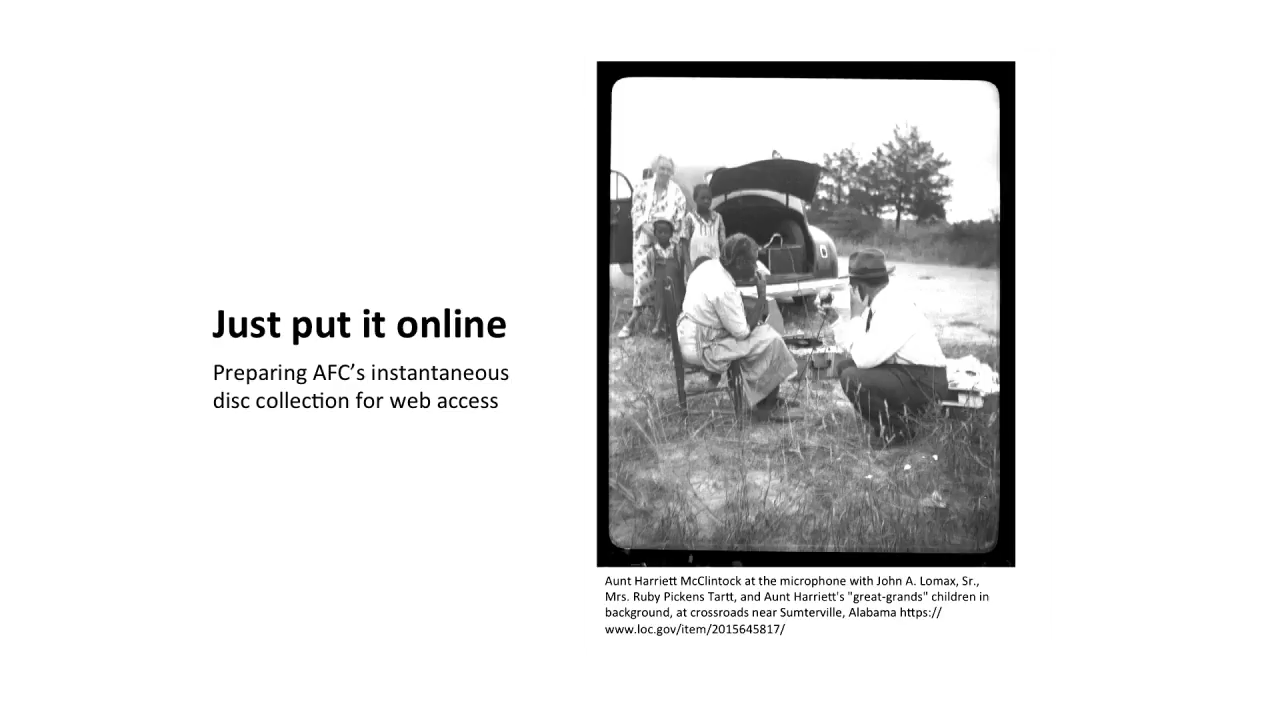 Just put it online
Preparing AFC’s instantaneous
disc collection for web access
Aunt Harriett McClintock at the microphone with John A. Lomax, Sr.,
Mrs. Ruby Pickens Tartt, and Aunt Harriett's "great-grands" children in
background, at crossroads near Sumterville, Alabama https://
www.loc.gov/item/2015645817/